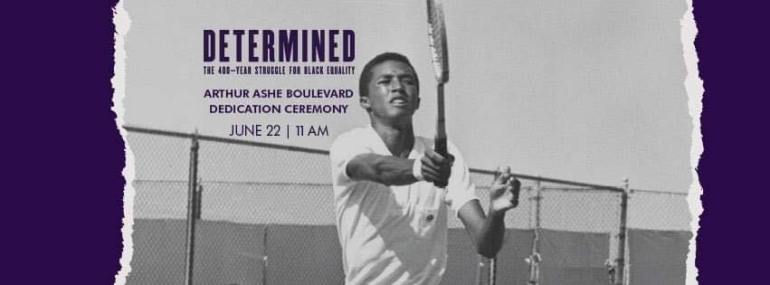 DETERMINED
THE 400-YEAR STRUGGLE FOR BLACK EQUALITY
ARTHUR ASHE BOULEVARD
DEDICATION CEREMONY
JUNE 22 | 11 AM